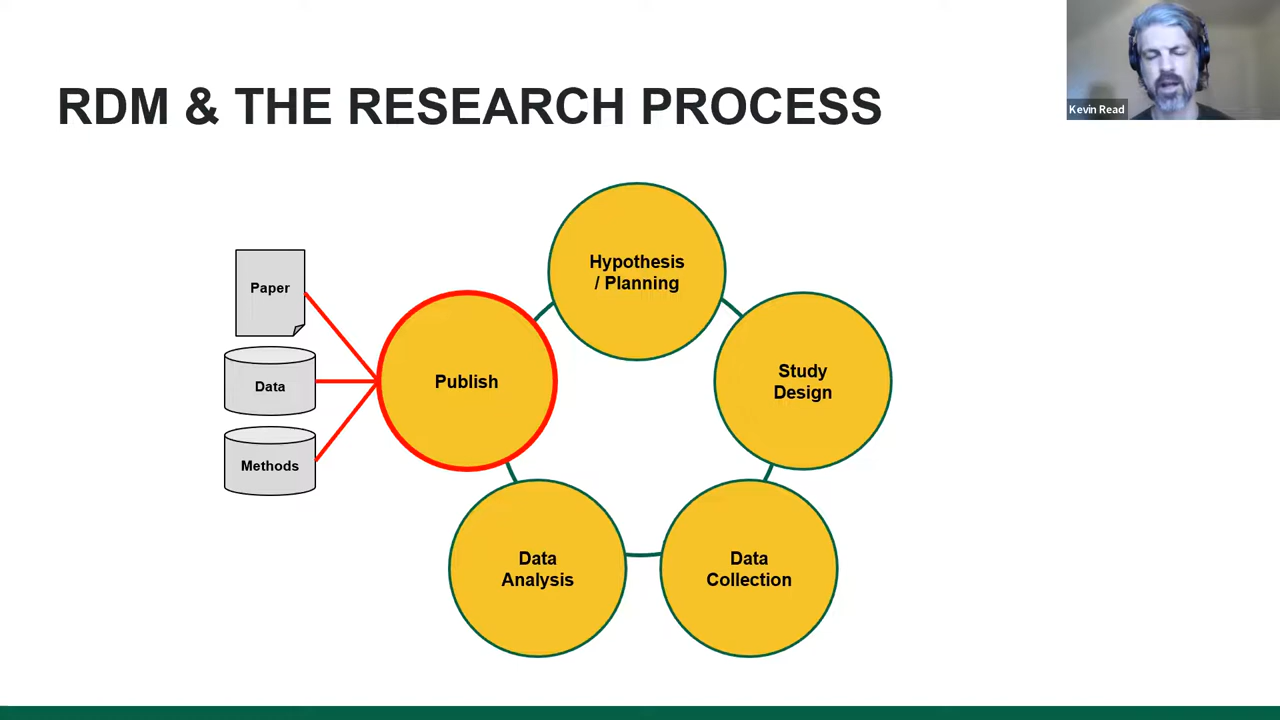 RDM & THE RESEARCH PROCESS
Kevin Read
Hypothesis
/ Planning
Paper
Data
Methods
Publish
Study
Design
Data
Analysis
Data
Collection